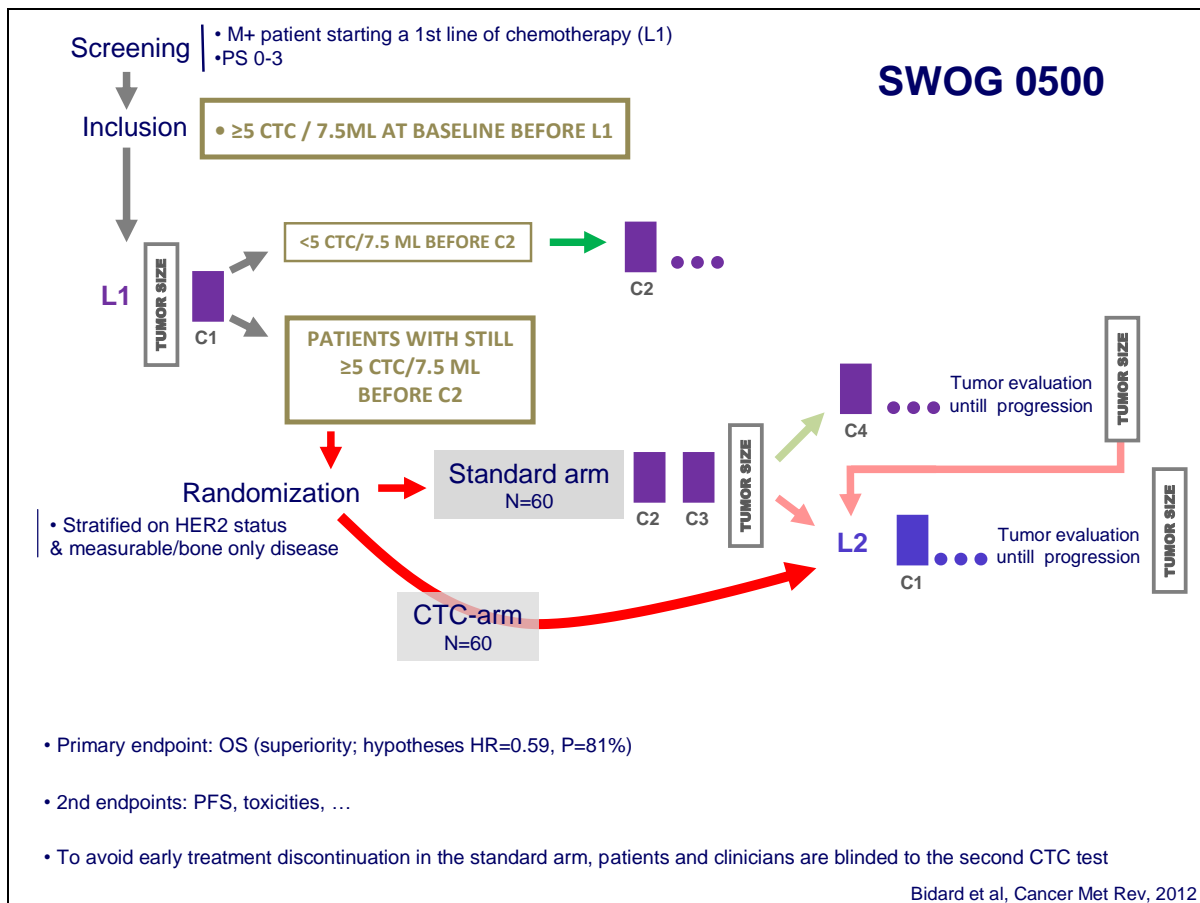 Screening
• M+ patient starting a 1st line of chemotherapy (L1)
•PS 0-3
SWOG 0500
Inclusion
• ≥5 CTC / 7.5ML AT BASELINE BEFORE L1
L1
TUMOR SIZE
C1
<5 CTC/7.5 ML BEFORE C2
C2
PATIENTS WITH STILL
≥5 CTC/7.5 ML
BEFORE C2
Randomization
• Stratified on HER2 status
& measurable/bone only disease
Standard arm
N=60
C2
C3
TUMOR SIZE
C4
Tumor evaluation
untill progression
TUMOR SIZE
CTC-arm
N=60
L2
C1
Tumor evaluation
untill progression
TUMOR SIZE
• Primary endpoint: OS (superiority; hypotheses HR=0.59, P=81%)
• 2nd endpoints: PFS, toxicities, …
• To avoid early treatment discontinuation in the standard arm, patients and clinicians are blinded to the second CTC test
Bidard et al, Cancer Met Rev, 2012